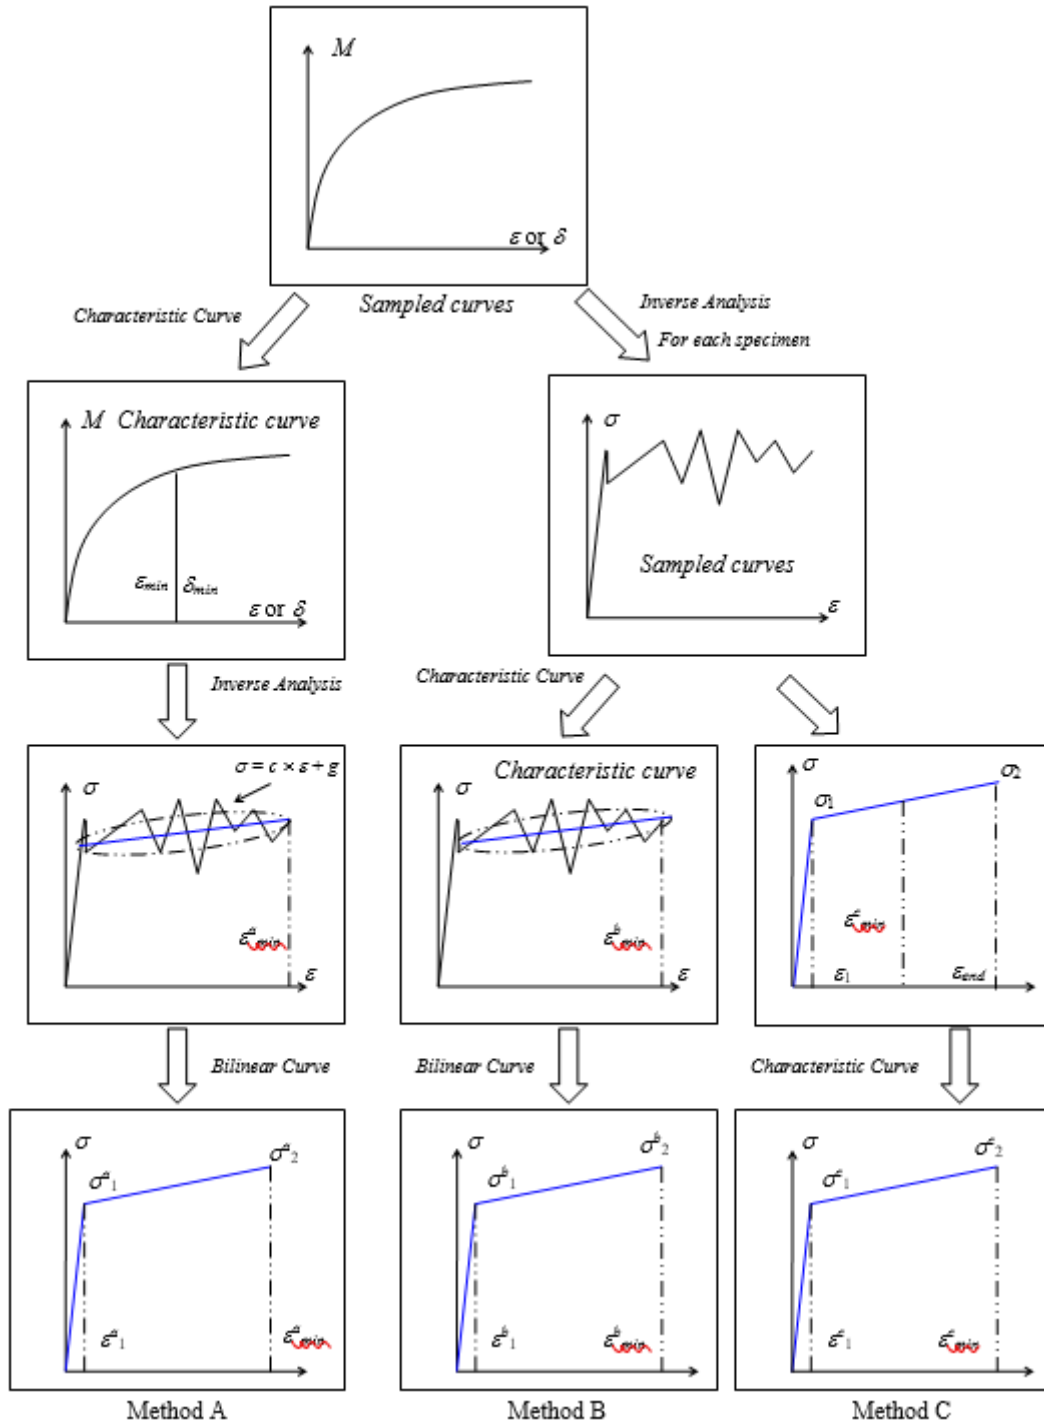 M
ε or δ
Sampled curves
Characteristic Curve
Inverse Analysis
For each specimen
M Characteristic curve
εmin δmin
ε or δ
σ
Sampled curves
ε
Inverse Analysis
Characteristic Curve
σ = c × ε + g
σ
εᵃmin
ε
Characteristic curve
σ
εᵇmin
ε
σ
σ₁
σ₂
εᶜmin
ε₁
εend
Bilinear Curve
Bilinear Curve
Characteristic Curve
σ
σᵃ₁
σᵃ₂
εᵃ₁
εᵃmin
σ
σᵇ₁
σᵇ₂
εᵇ₁
εᵇmin
σ
σᶜ₁
σᶜ₂
εᶜ₁
εᶜmin
Method A
Method B
Method C